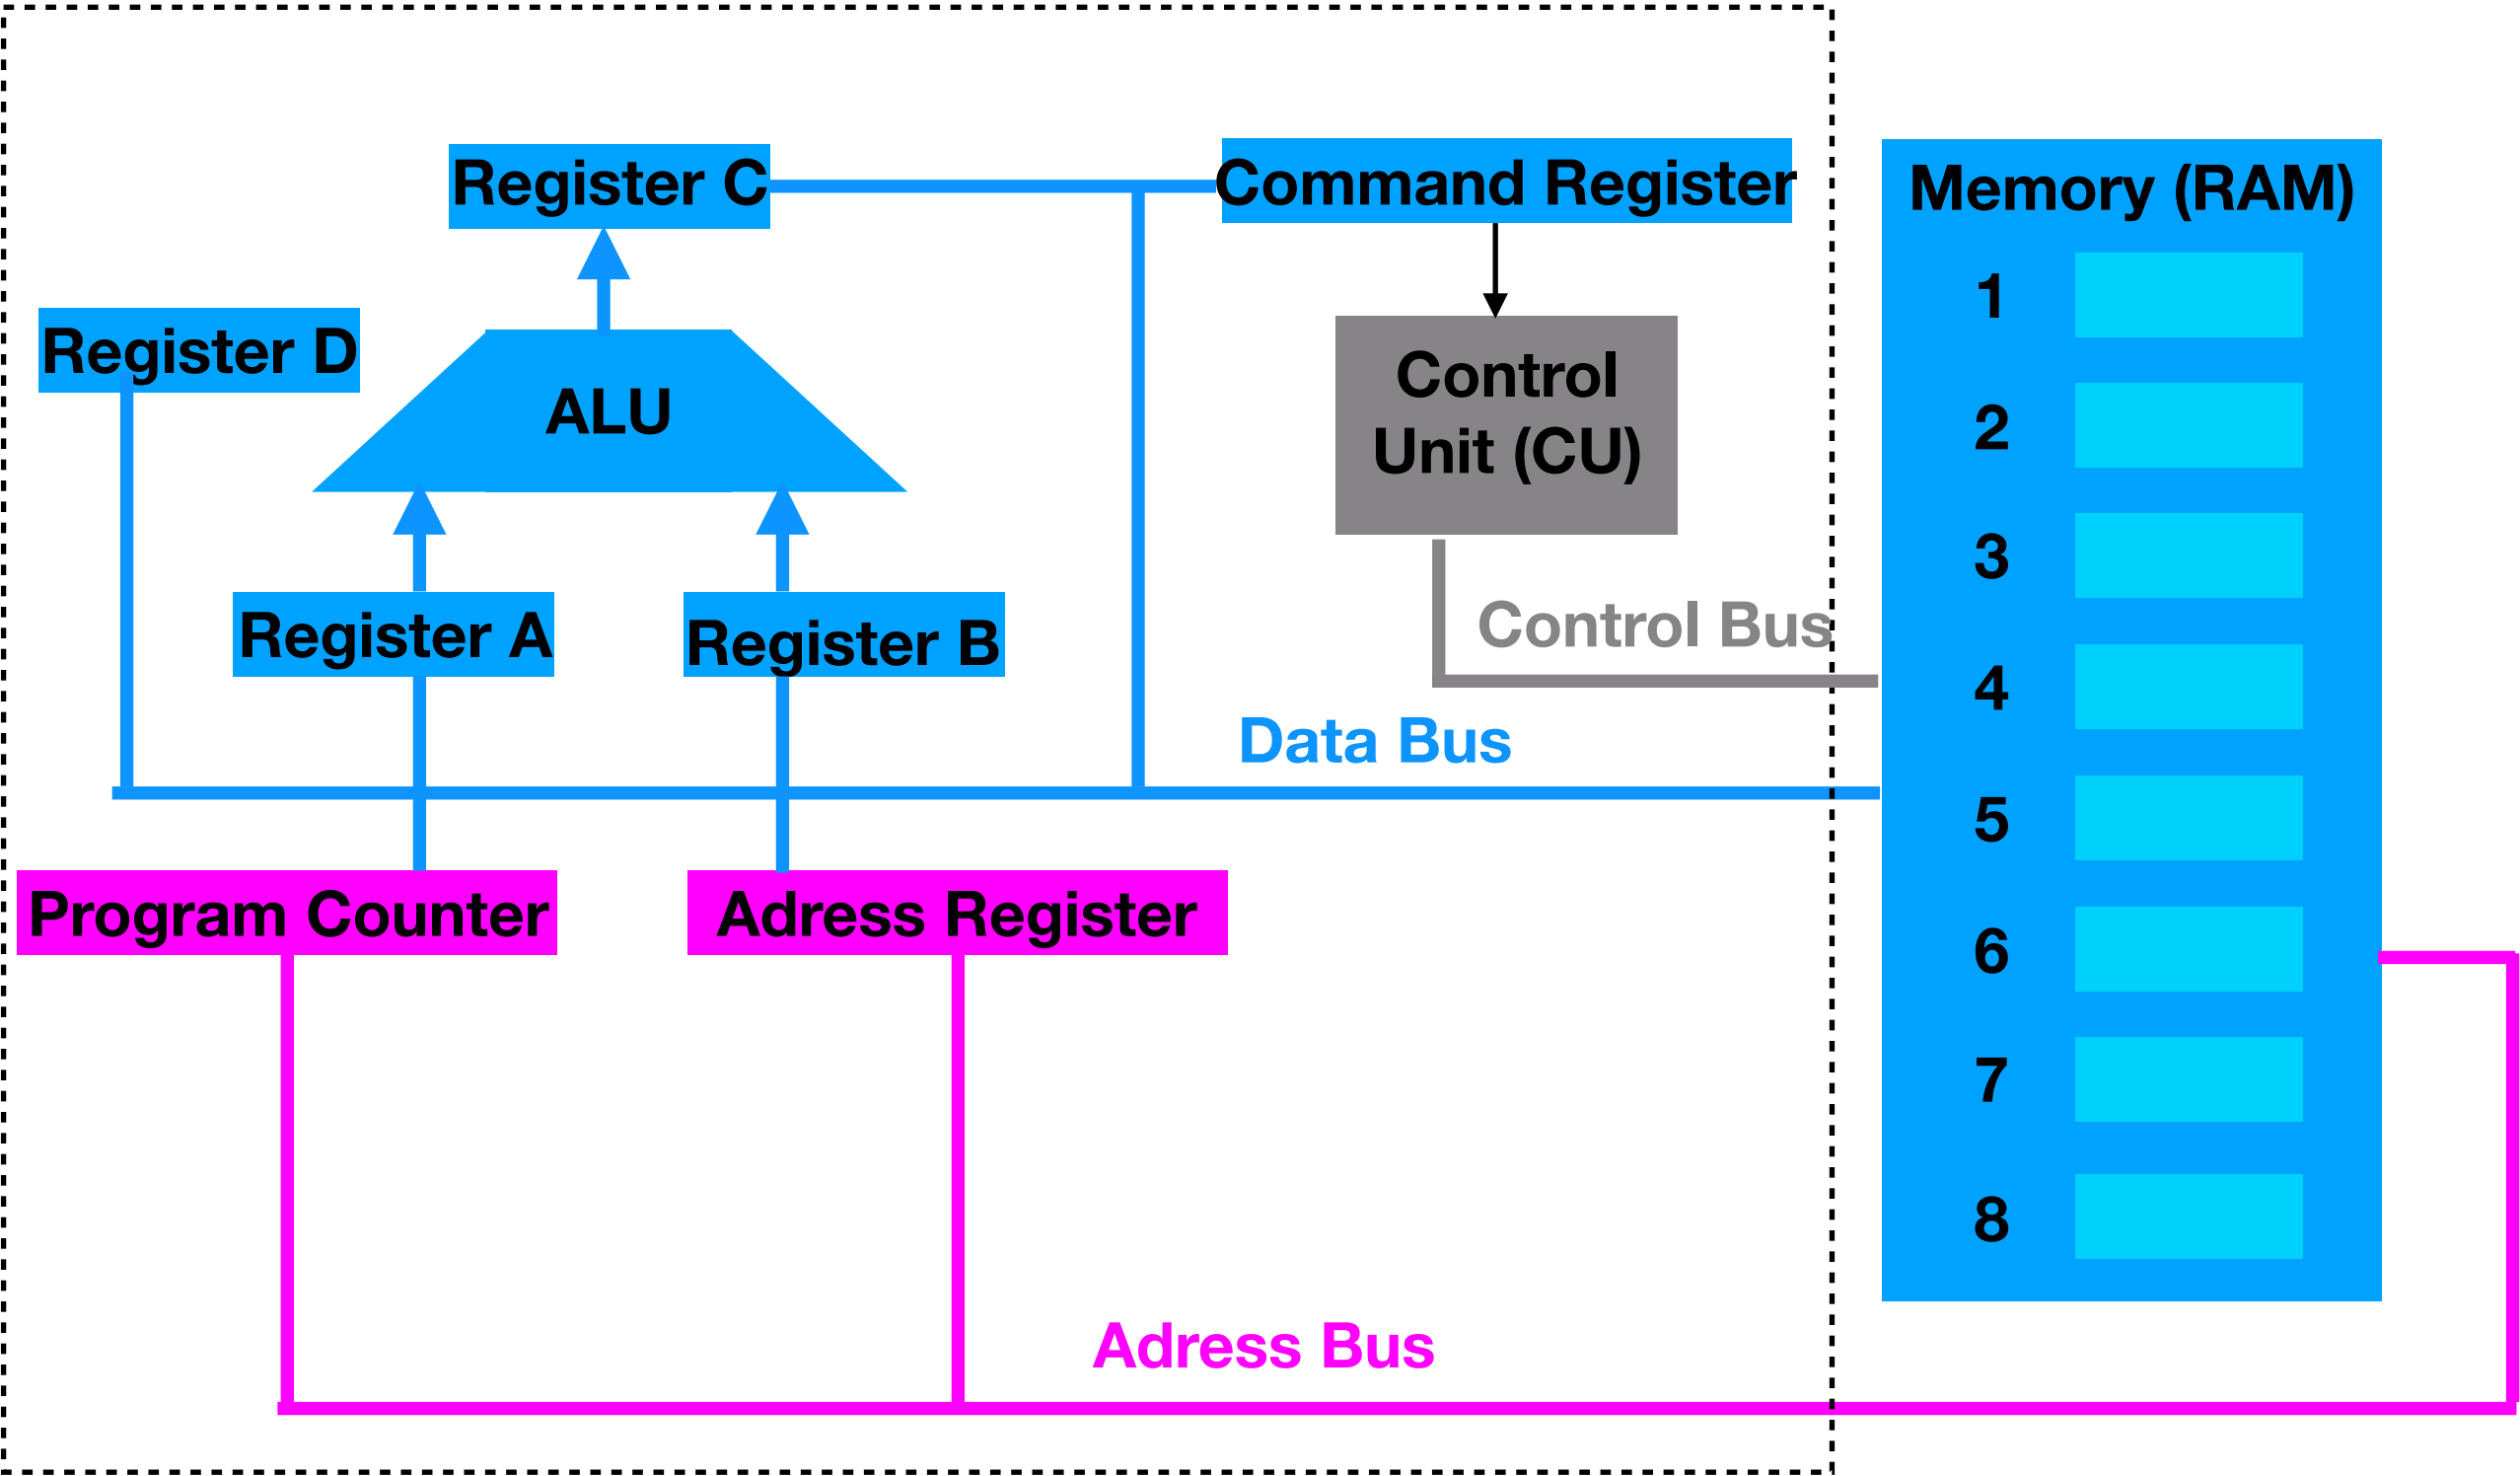 Register C
Command Register
Memory (RAM)
1
Register D
ALU
Control
Unit (CU)
2
3
Register A
Register B
Control Bus
4
Data Bus
5
Program Counter
Adress Register
6
7
8
Adress Bus